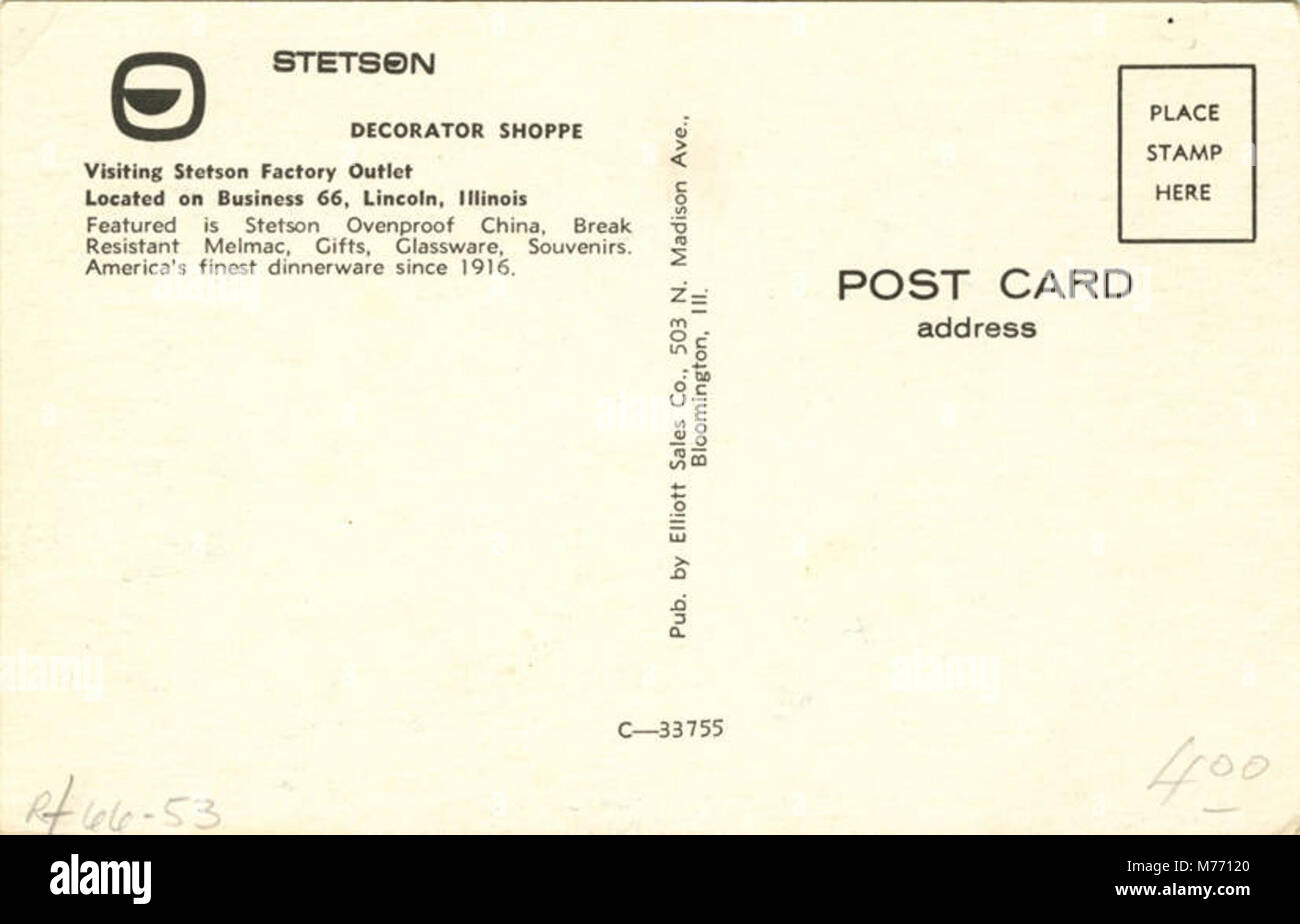 STETSON
DECORATOR SHOPPE
Visiting Stetson Factory Outlet
Located on Business 66, Lincoln, Illinois
Featured is Stetson Ovenproof China, Break
Resistant Melmac, Gifts, Glassware, Souvenirs.
America's finest dinnerware since 1916.
Pub. by Elliott Sales Co., 503 N. Madison Ave.,
Bloomington, Ill.
PLACE
STAMP
HERE
POST CARD
address
C—33755
Rt 66-53
4 00
alamy
Image ID: M77120
www.alamy.com